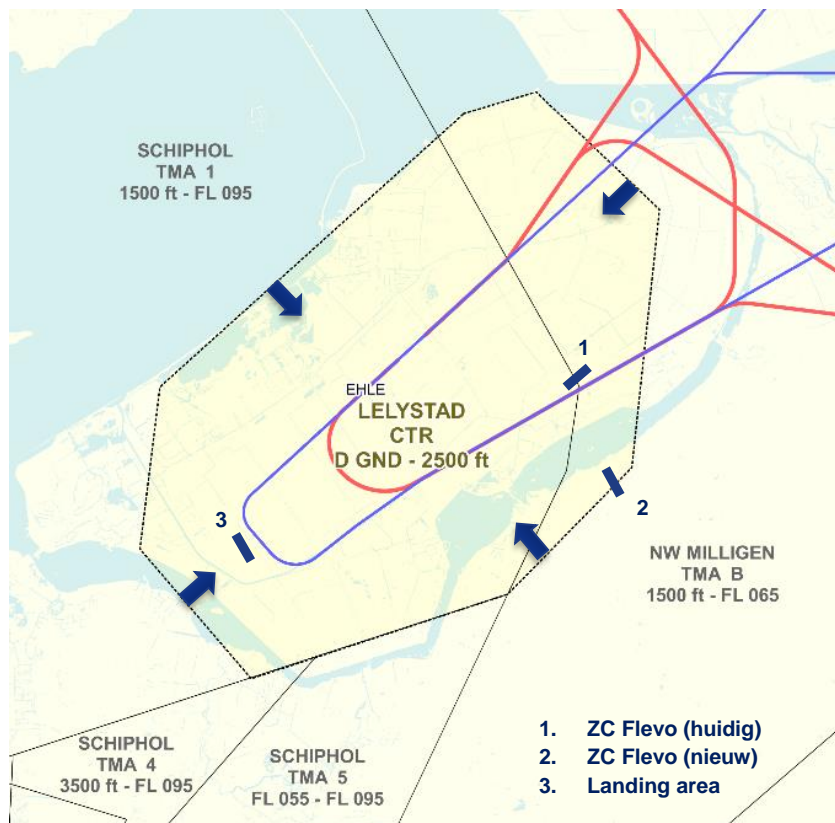 SCHIPHOL
TMA 1
1500 ft - FL 095
1
EHLE
LELYSTAD
CTR
D GND - 2500 ft
2
3
NW MILLIGEN
TMA B
1500 ft - FL 065
SCHIPHOL
TMA 4
3500 ft - FL 095
SCHIPHOL
TMA 5
FL 055 - FL 095
1. ZC Flevo (huidig)
2. ZC Flevo (nieuw)
3. Landing area